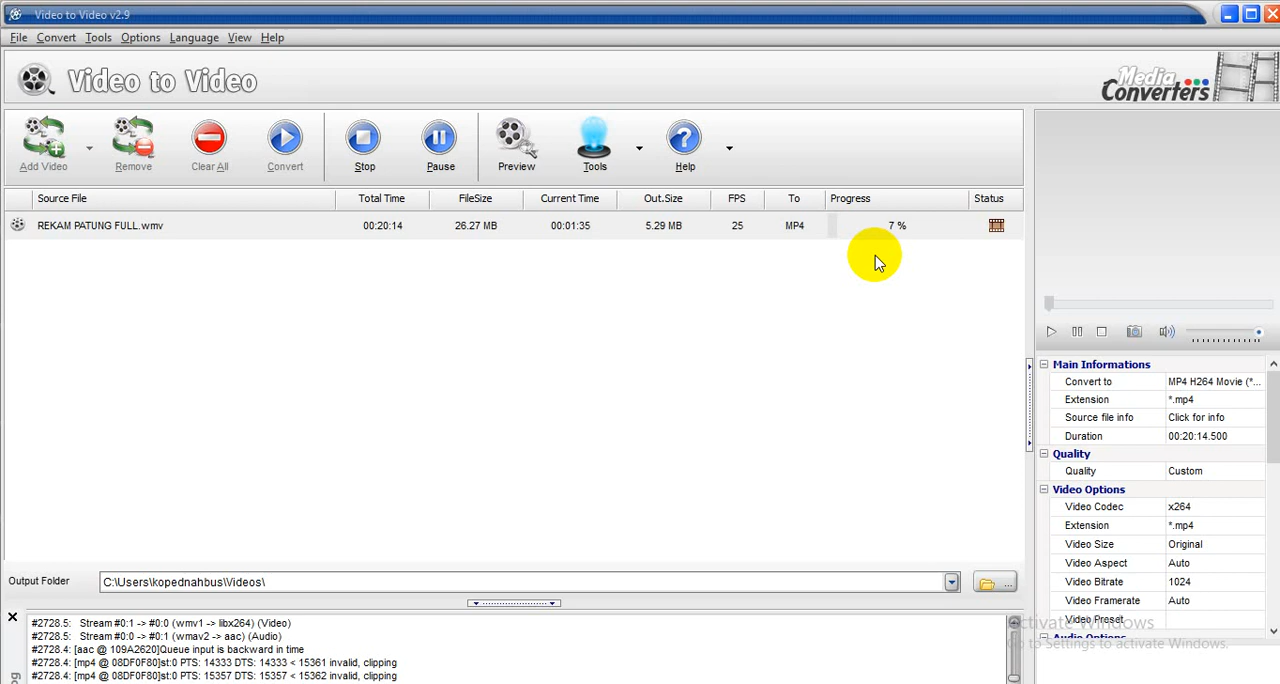 Video to Video v2.9
File Convert Tools Options Language View Help
Video to Video
Media Converters
Add Video Remove Clear All Convert Stop Pause Preview Tools Help
Source File Total Time FileSize Current Time Out.Size FPS To Progress Status
REKAM PATUNG FULL.wmv 00:20:14 26.27 MB 00:01:35 5.29 MB 25 MP4 7 %
Main Informations
Convert to MP4 H264 Movie (*...
Extension *.mp4
Source file info Click for info
Duration 00:20:14.500
Quality
Quality Custom
Video Options
Video Codec x264
Extension *.mp4
Video Size Original
Video Aspect Auto
Video Bitrate 1024
Video Framerate Auto
Video Preset
Audio Options
Output Folder C:\Users\kopednahbus\Videos\ ...
#2728.5: Stream #0:1 -> #0:0 (wmv1 -> libx264) (Video)
#2728.5: Stream #0:0 -> #0:1 (wmav2 -> aac) (Audio)
#2728.4: [aac @ 109A2620]Queue input is backward in time
#2728.4: [mp4 @ 08DF0F80]st:0 PTS: 14333 DTS: 14333 < 15361 invalid, clipping
#2728.4: [mp4 @ 08DF0F80]st:0 PTS: 15357 DTS: 15357 < 15362 invalid, clipping
Activate Windows
Go to Settings to activate Windows.